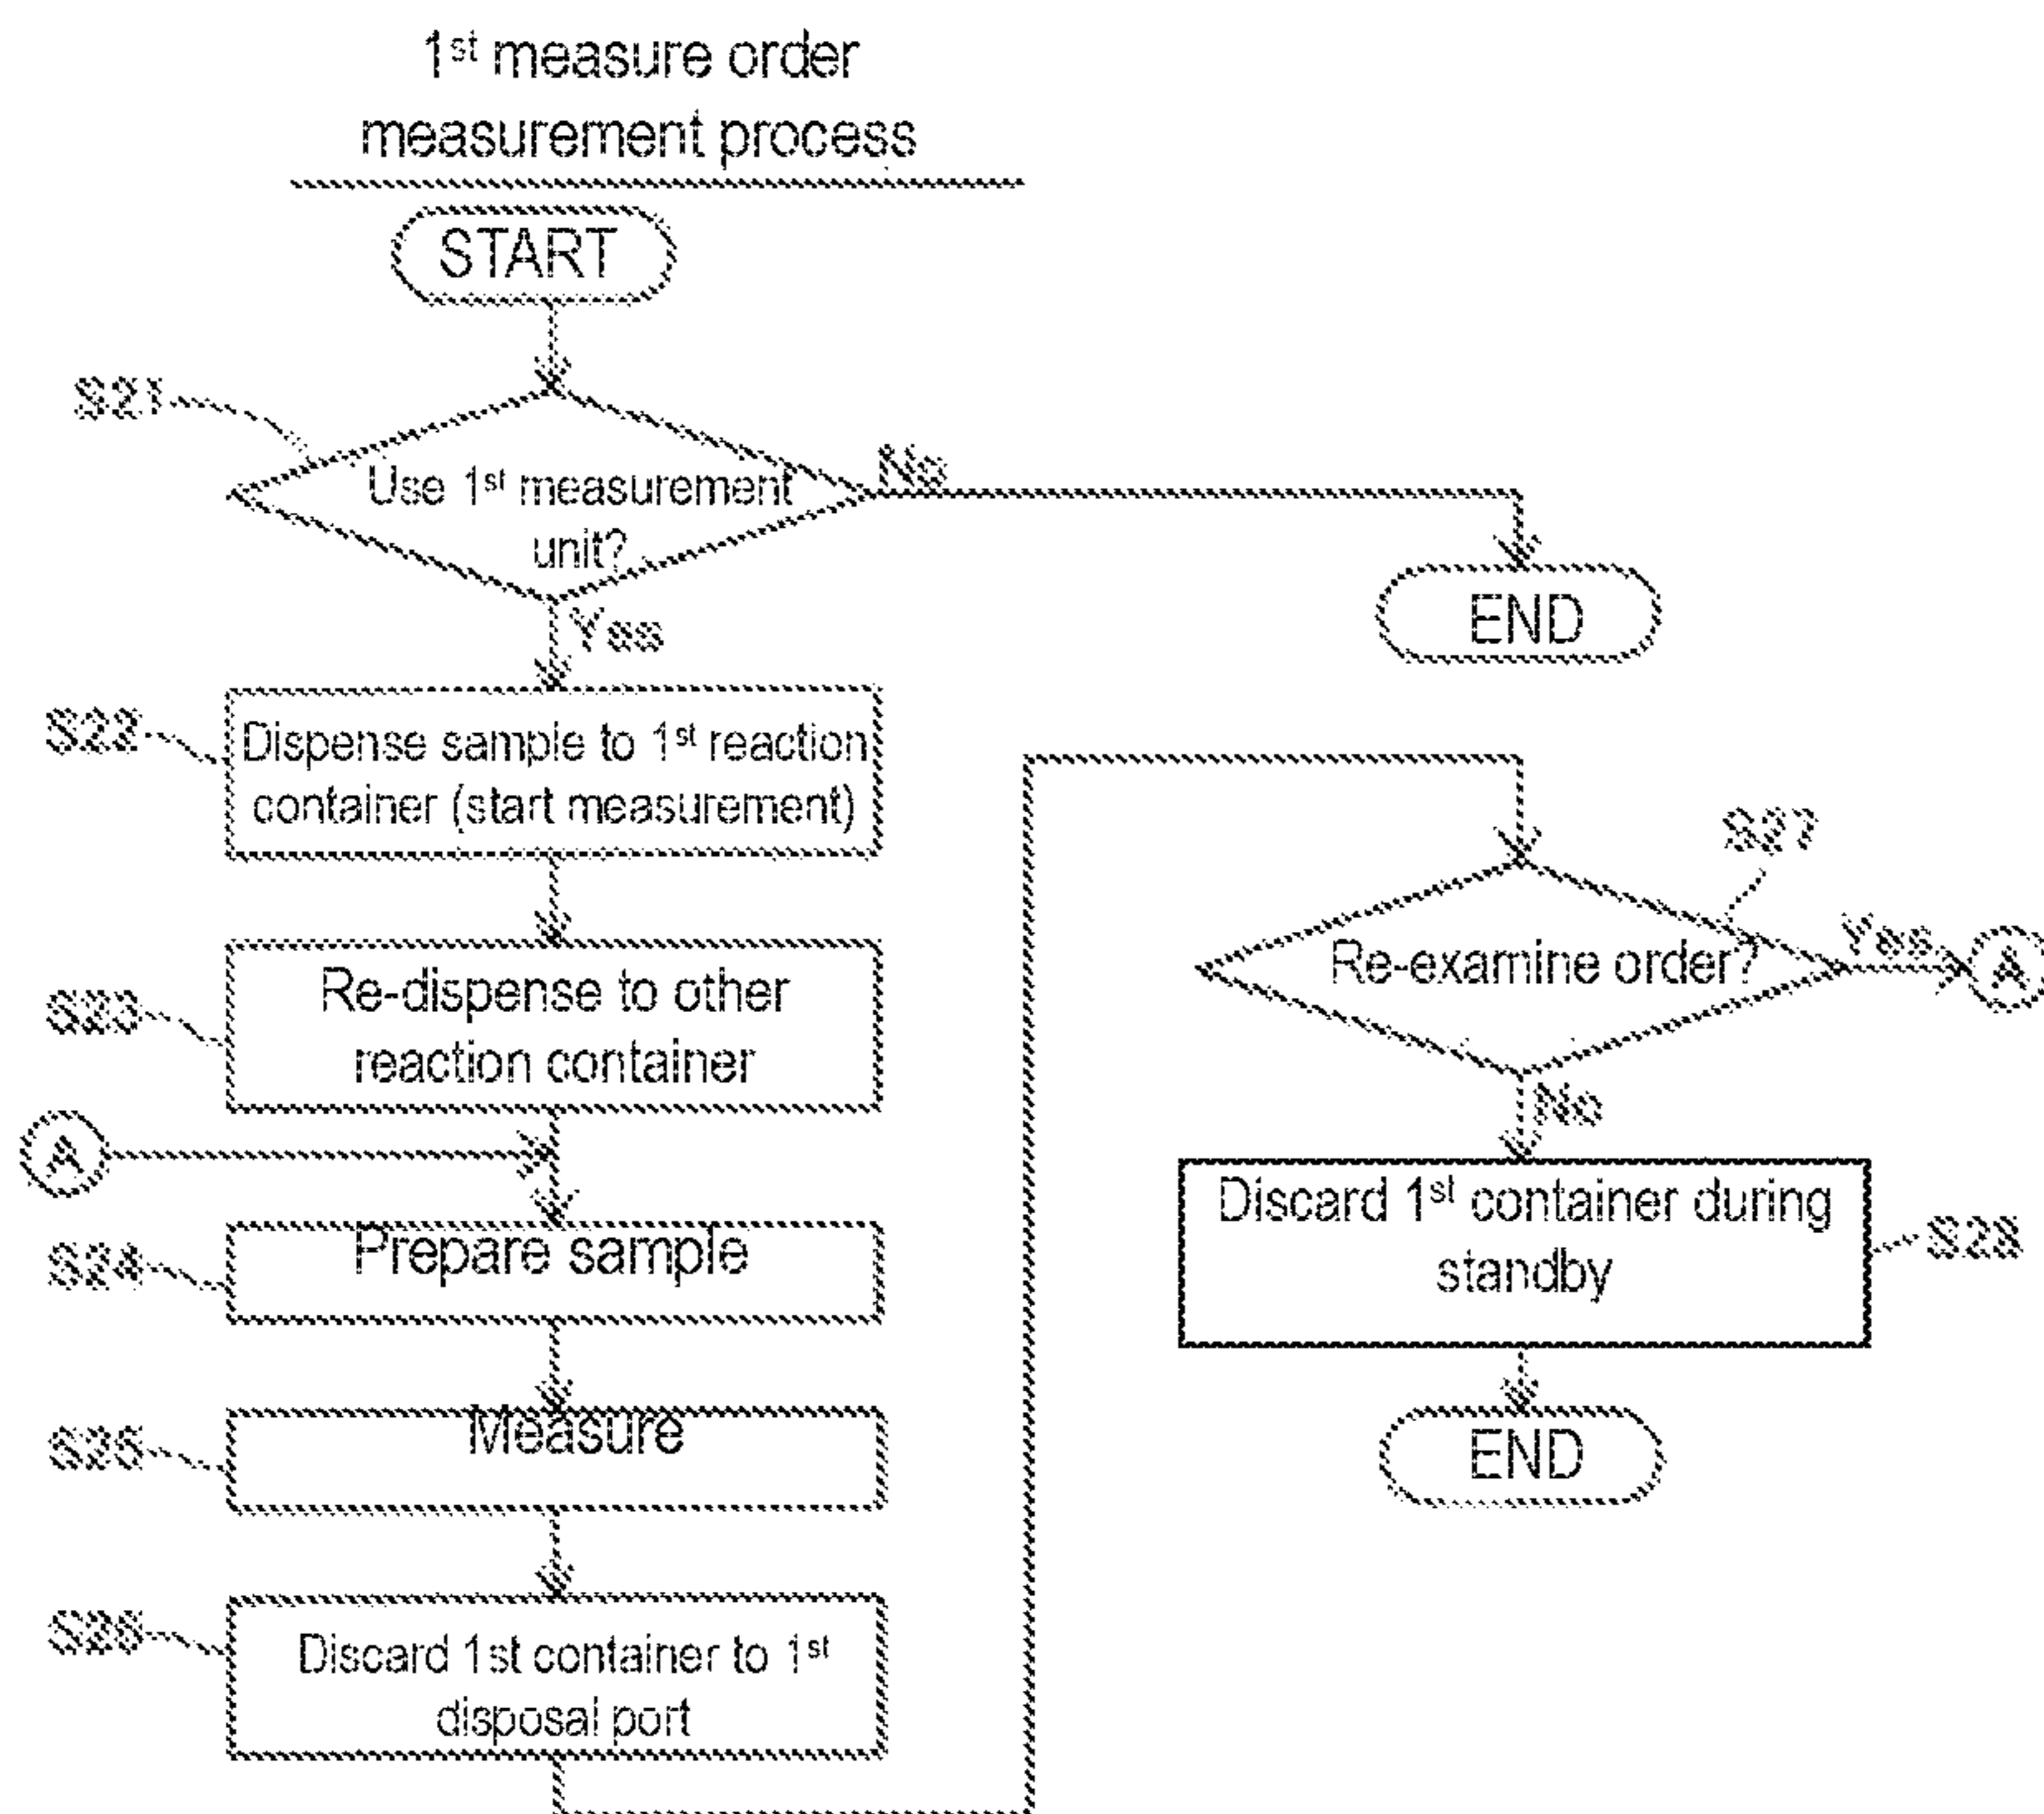 1st measure order
measurement process
START
S21
Use 1st measurement
unit?
No
END
Yes
S22
Dispense sample to 1st reaction
container (start measurement)
S23
Re-dispense to other
reaction container
A
S24
Prepare sample
S25
Measure
S26
Discard 1st container to 1st
disposal port
S27
Re-examine order?
Yes
A
No
Discard 1st container during
standby
S28
END